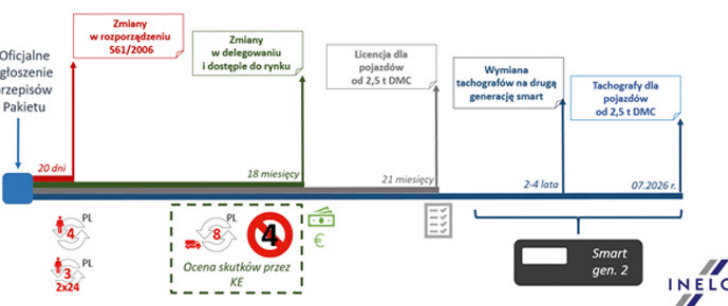 Oficjalne
głoszenie
rzepisów
Pakietu
Zmiany
w rozporządzeniu
561/2006
Zmiany
w delegowaniu
i dostępie do rynku
Licencja dla
pojazdów
od 2,5 t DMC
Wymiana
tachografów na drugą
generację smart
Tachografy dla
pojazdów
od 2,5 t DMC
20 dni
18 miesięcy
21 miesięcy
2-4 lata
07.2026 r.
PL
4
PL
3
2x24
PL
8
4
Ocena skutków przez
KE
€
Smart
gen. 2
INELO